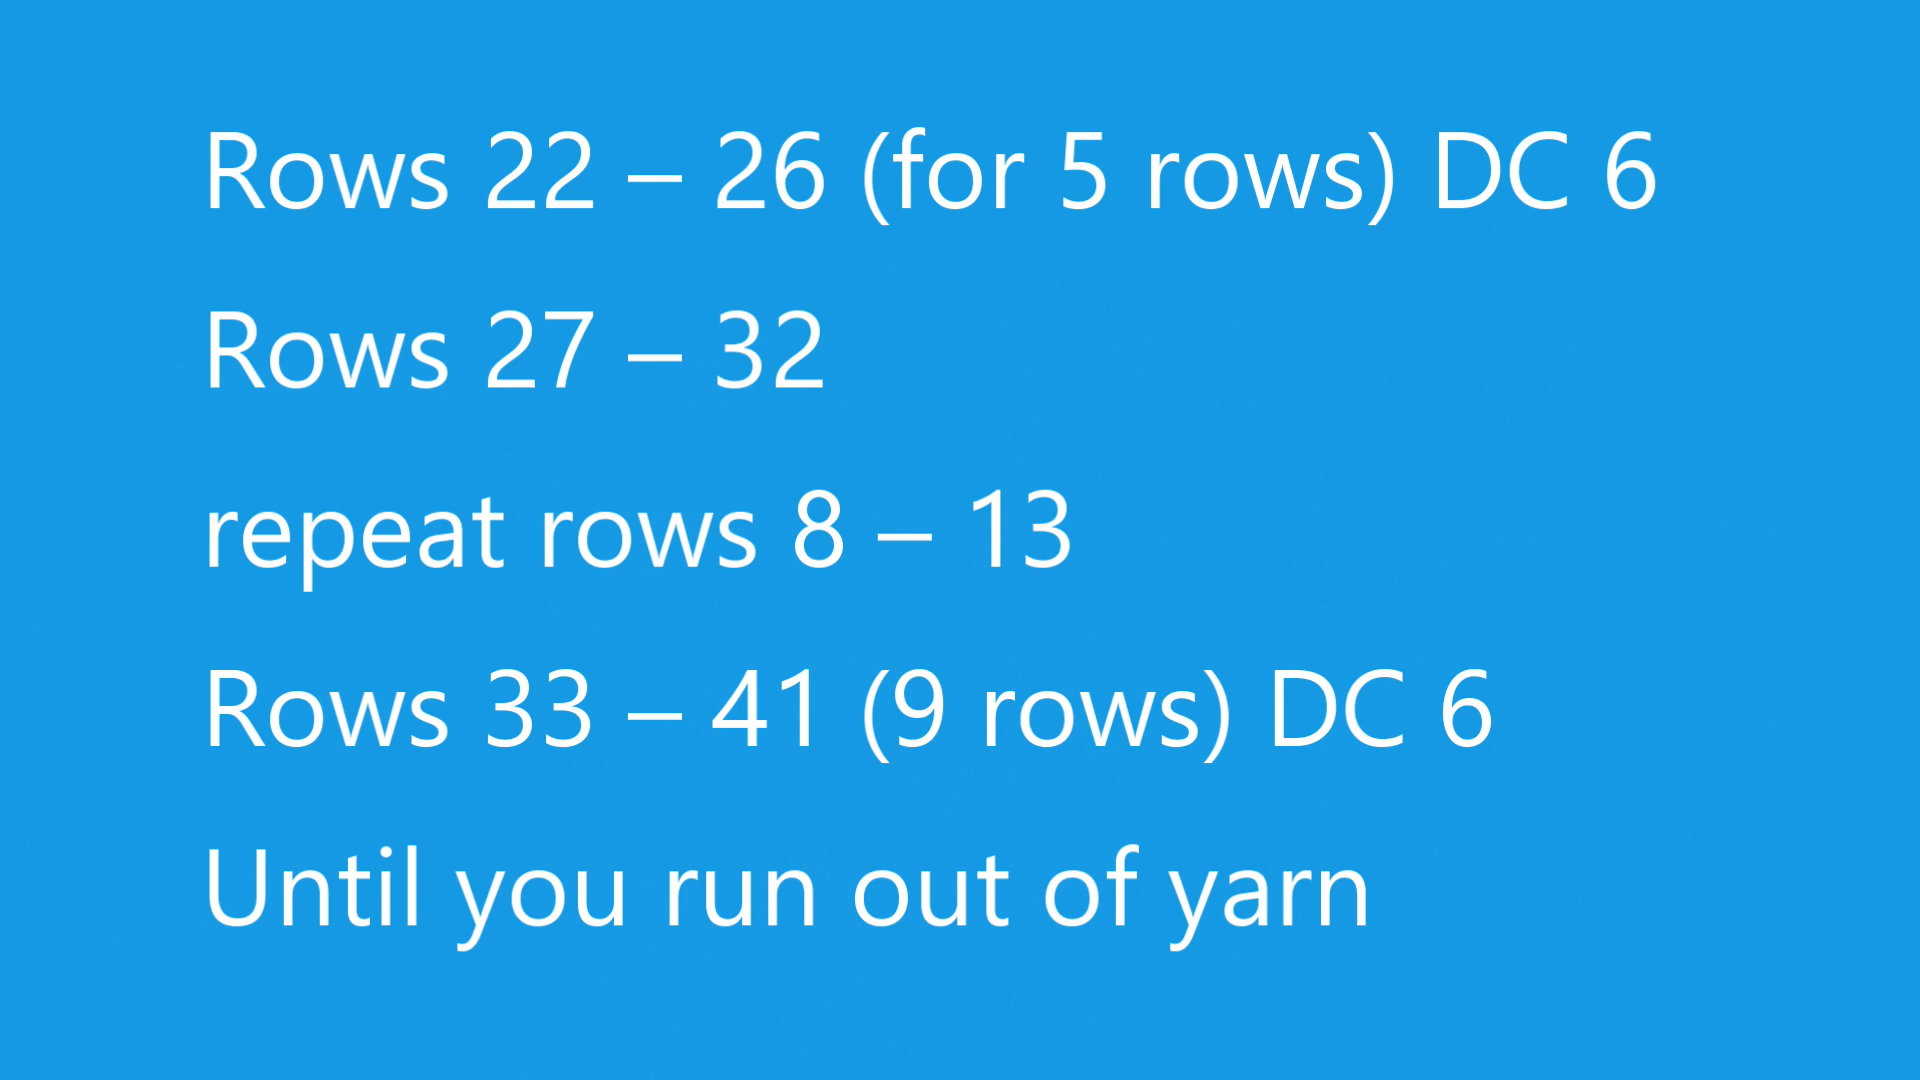 Rows 22 – 26 (for 5 rows) DC 6
Rows 27 – 32
repeat rows 8 – 13
Rows 33 – 41 (9 rows) DC 6
Until you run out of yarn